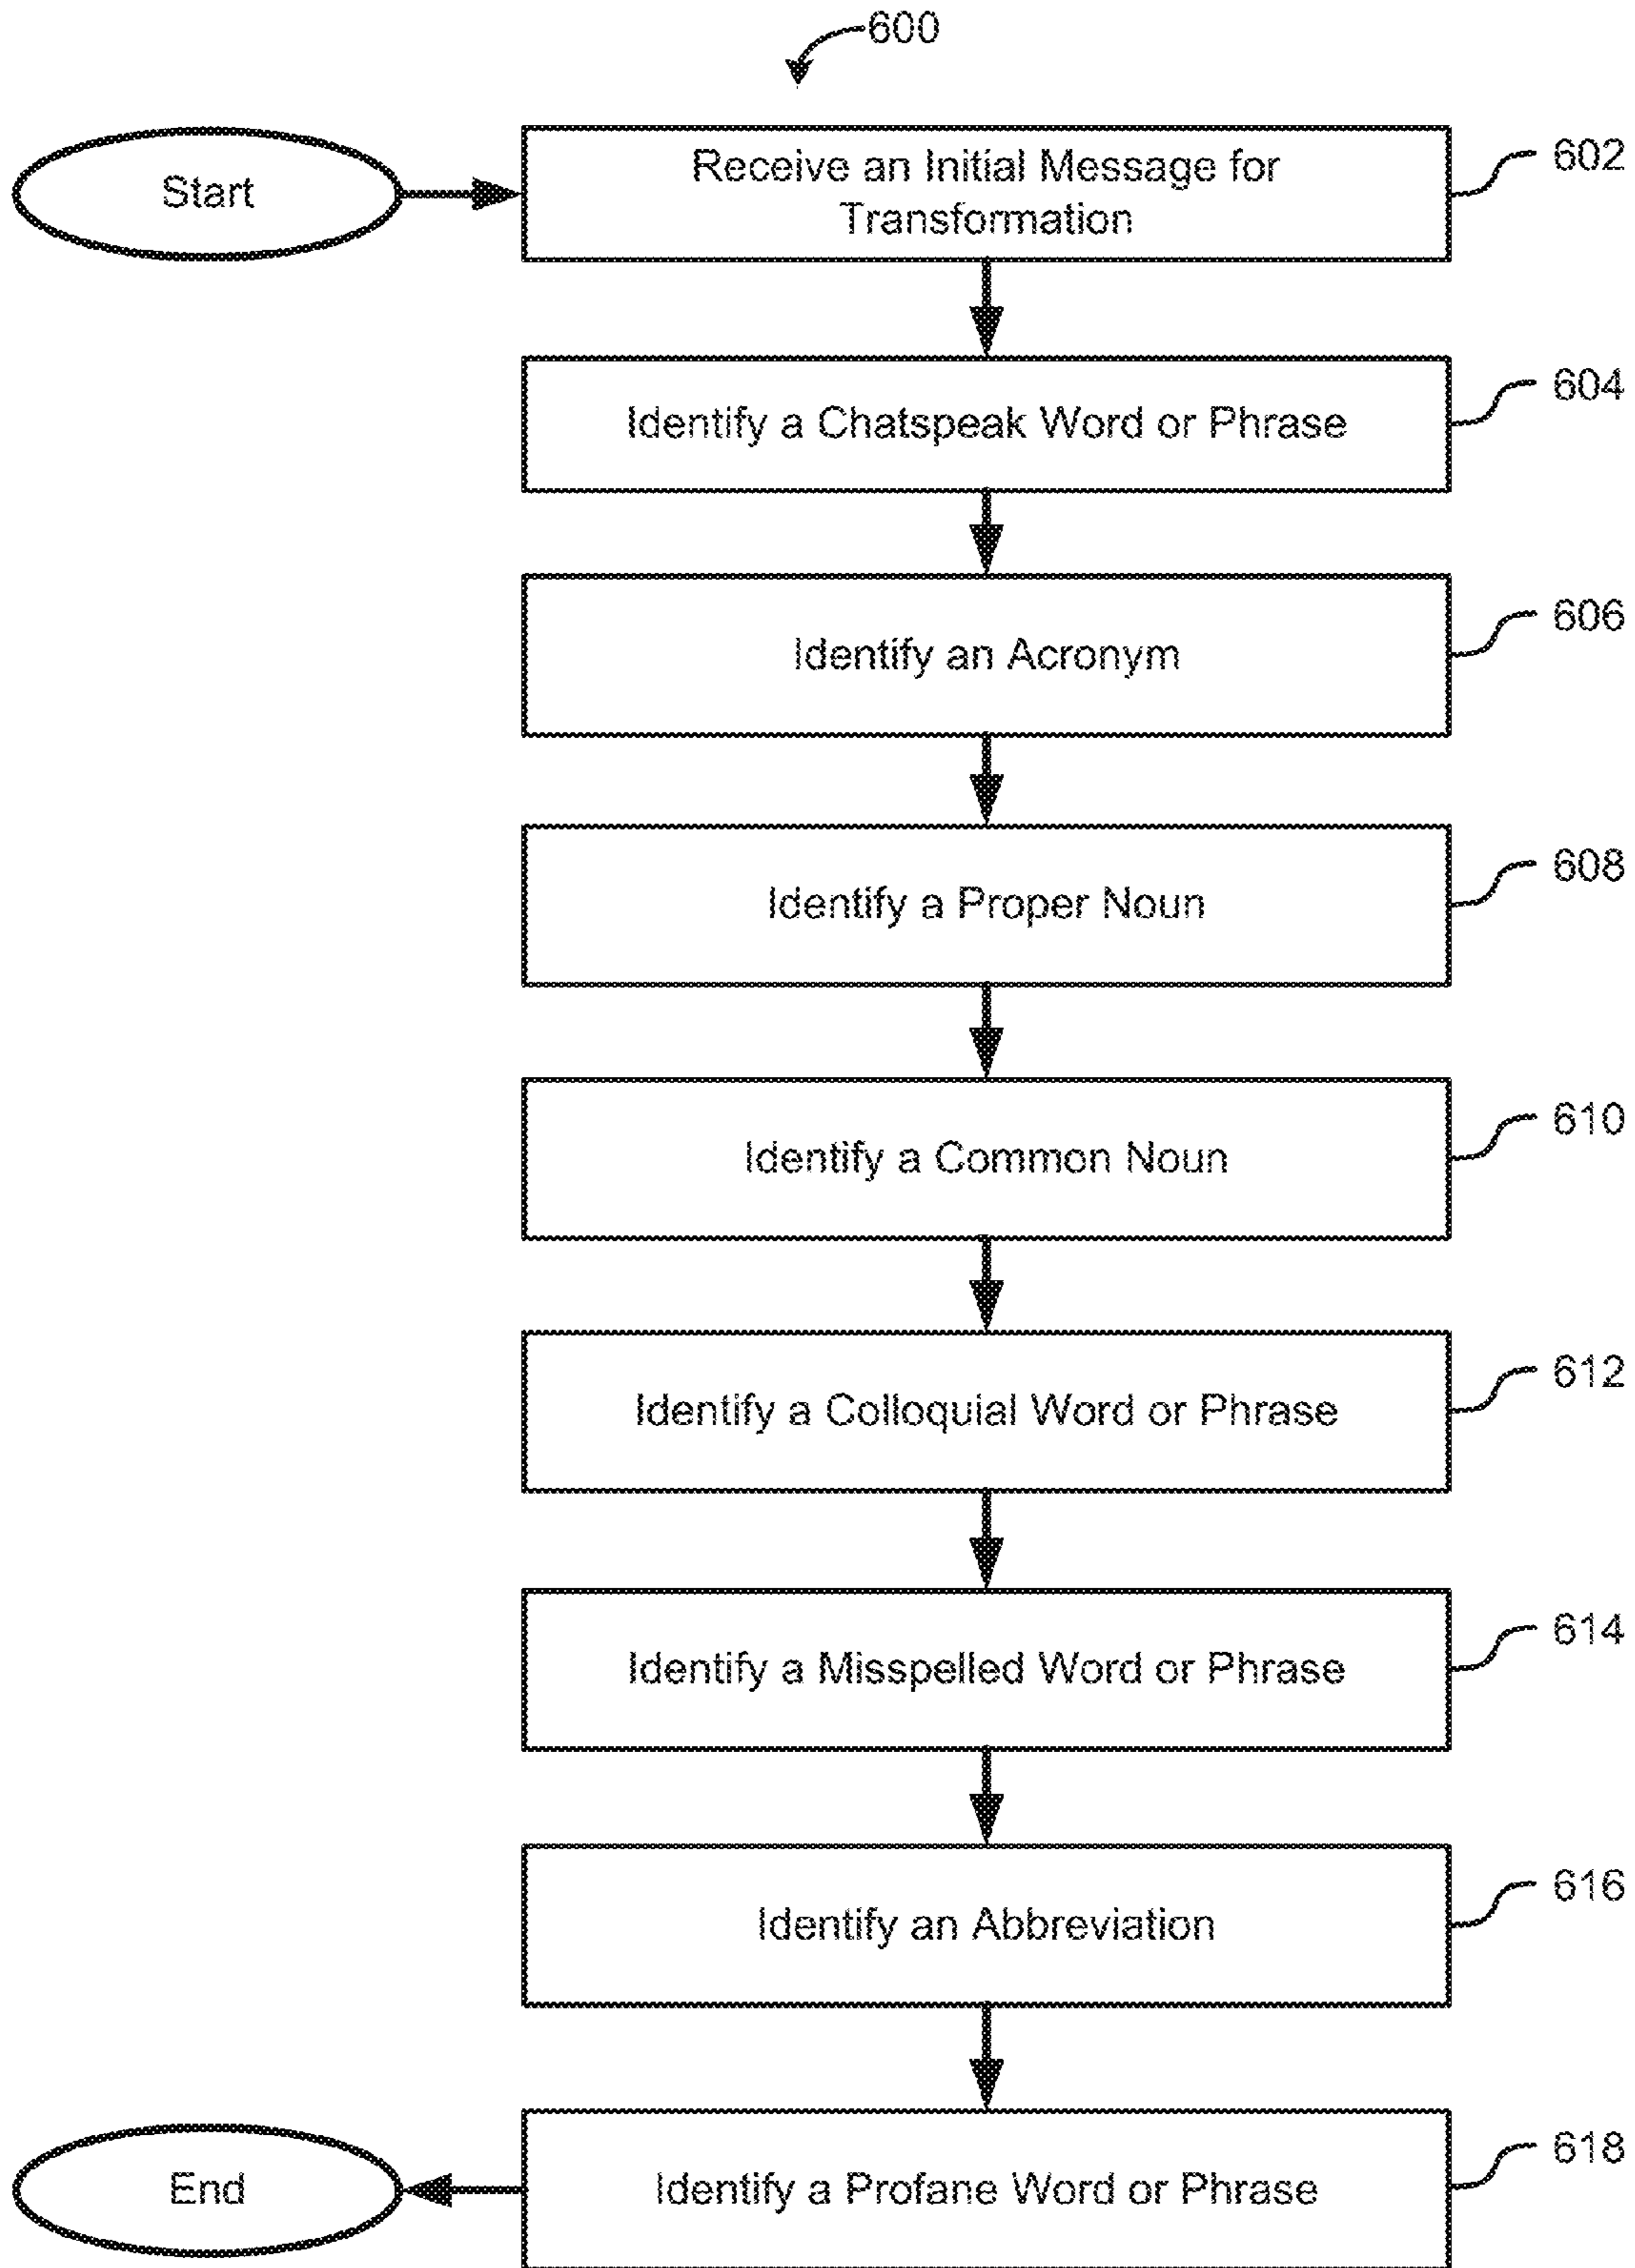 600
Start
Receive an Initial Message for
Transformation
602
Identify a Chatspeak Word or Phrase
604
Identify an Acronym
606
Identify a Proper Noun
608
Identify a Common Noun
610
Identify a Colloquial Word or Phrase
612
Identify a Misspelled Word or Phrase
614
Identify an Abbreviation
616
Identify a Profane Word or Phrase
618
End